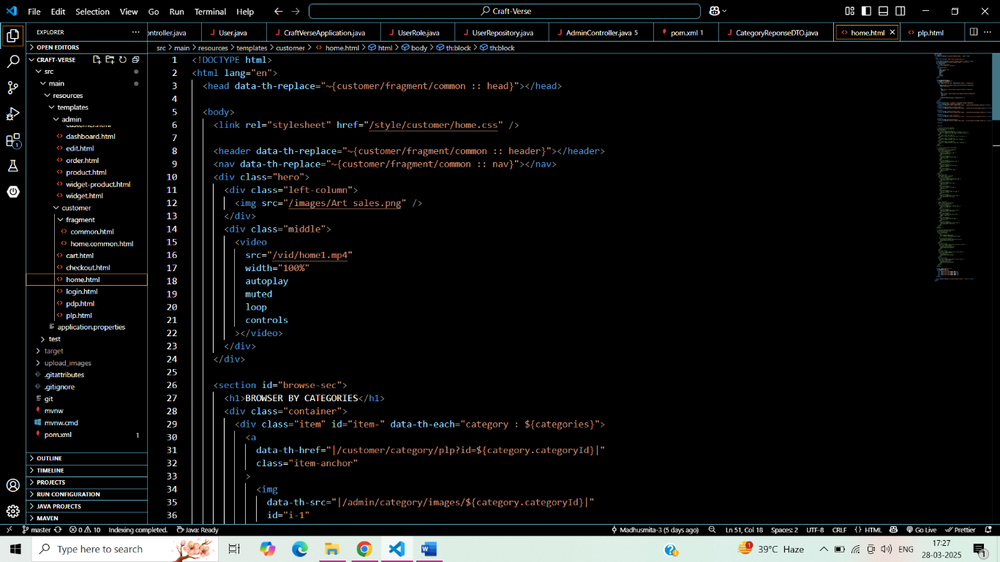 File Edit Selection View Go Run Terminal Help
Craft-Verse
EXPLORER
OPEN EDITORS
CRAFT-VERSE
src
main
resources
templates
admin
dashboard.html
edit.html
order.html
product.html
widget-product.html
widget.html
customer
fragment
common.html
home.common.html
cart.html
checkout.html
home.html
login.html
pdp.html
plp.html
application.properties
test
target
upload_images
.gitattributes
.gitignore
git
mvnw
mvnw.cmd
pom.xml 1
OUTLINE
TIMELINE
PROJECTS
RUN CONFIGURATION
JAVA PROJECTS
MAVEN
ontroller.java User.java CraftVerseApplication.java UserRole.java UserRepository.java AdminController.java 5 pom.xml 1 CategoryReponseDTO.java home.html plp.html
src > main > resources > templates > customer > home.html > html > body > th:block > th:block
1 <!DOCTYPE html>
2 <html lang="en">
3 <head data-th-replace="~{customer/fragment/common :: head}"></head>
4
5 <body>
6 <link rel="stylesheet" href="/style/customer/home.css" />
7
8 <header data-th-replace="~{customer/fragment/common :: header}"></header>
9 <nav data-th-replace="~{customer/fragment/common :: nav}"></nav>
10 <div class="hero">
11 <div class="left-column">
12 <img src="/images/Art sales.png" />
13 </div>
14 <div class="middle">
15 <video
16 src="/vid/home1.mp4"
17 width="100%"
18 autoplay
19 muted
20 loop
21 controls
22 ></video>
23 </div>
24 </div>
25
26 <section id="browse-sec">
27 <h1>BROWSER BY CATEGORIES</h1>
28 <div class="container">
29 <div class="item" id="item-" data-th-each="category : ${categories}">
30 <a
31 data-th-href="|/customer/category/plp?id=${category.categoryId}|"
32 class="item-anchor"
33 >
34 <img
35 data-th-src="|/admin/category/images/${category.categoryId}|"
36 id="i-1"
master 0 10 Indexing completed. Java: Ready Madhusmita-3 (5 days ago) Ln 51, Col 18 Spaces: 2 UTF-8 CRLF {} HTML Go Live Prettier
Type here to search
39°C Haze ENG
17:27
28-03-2025